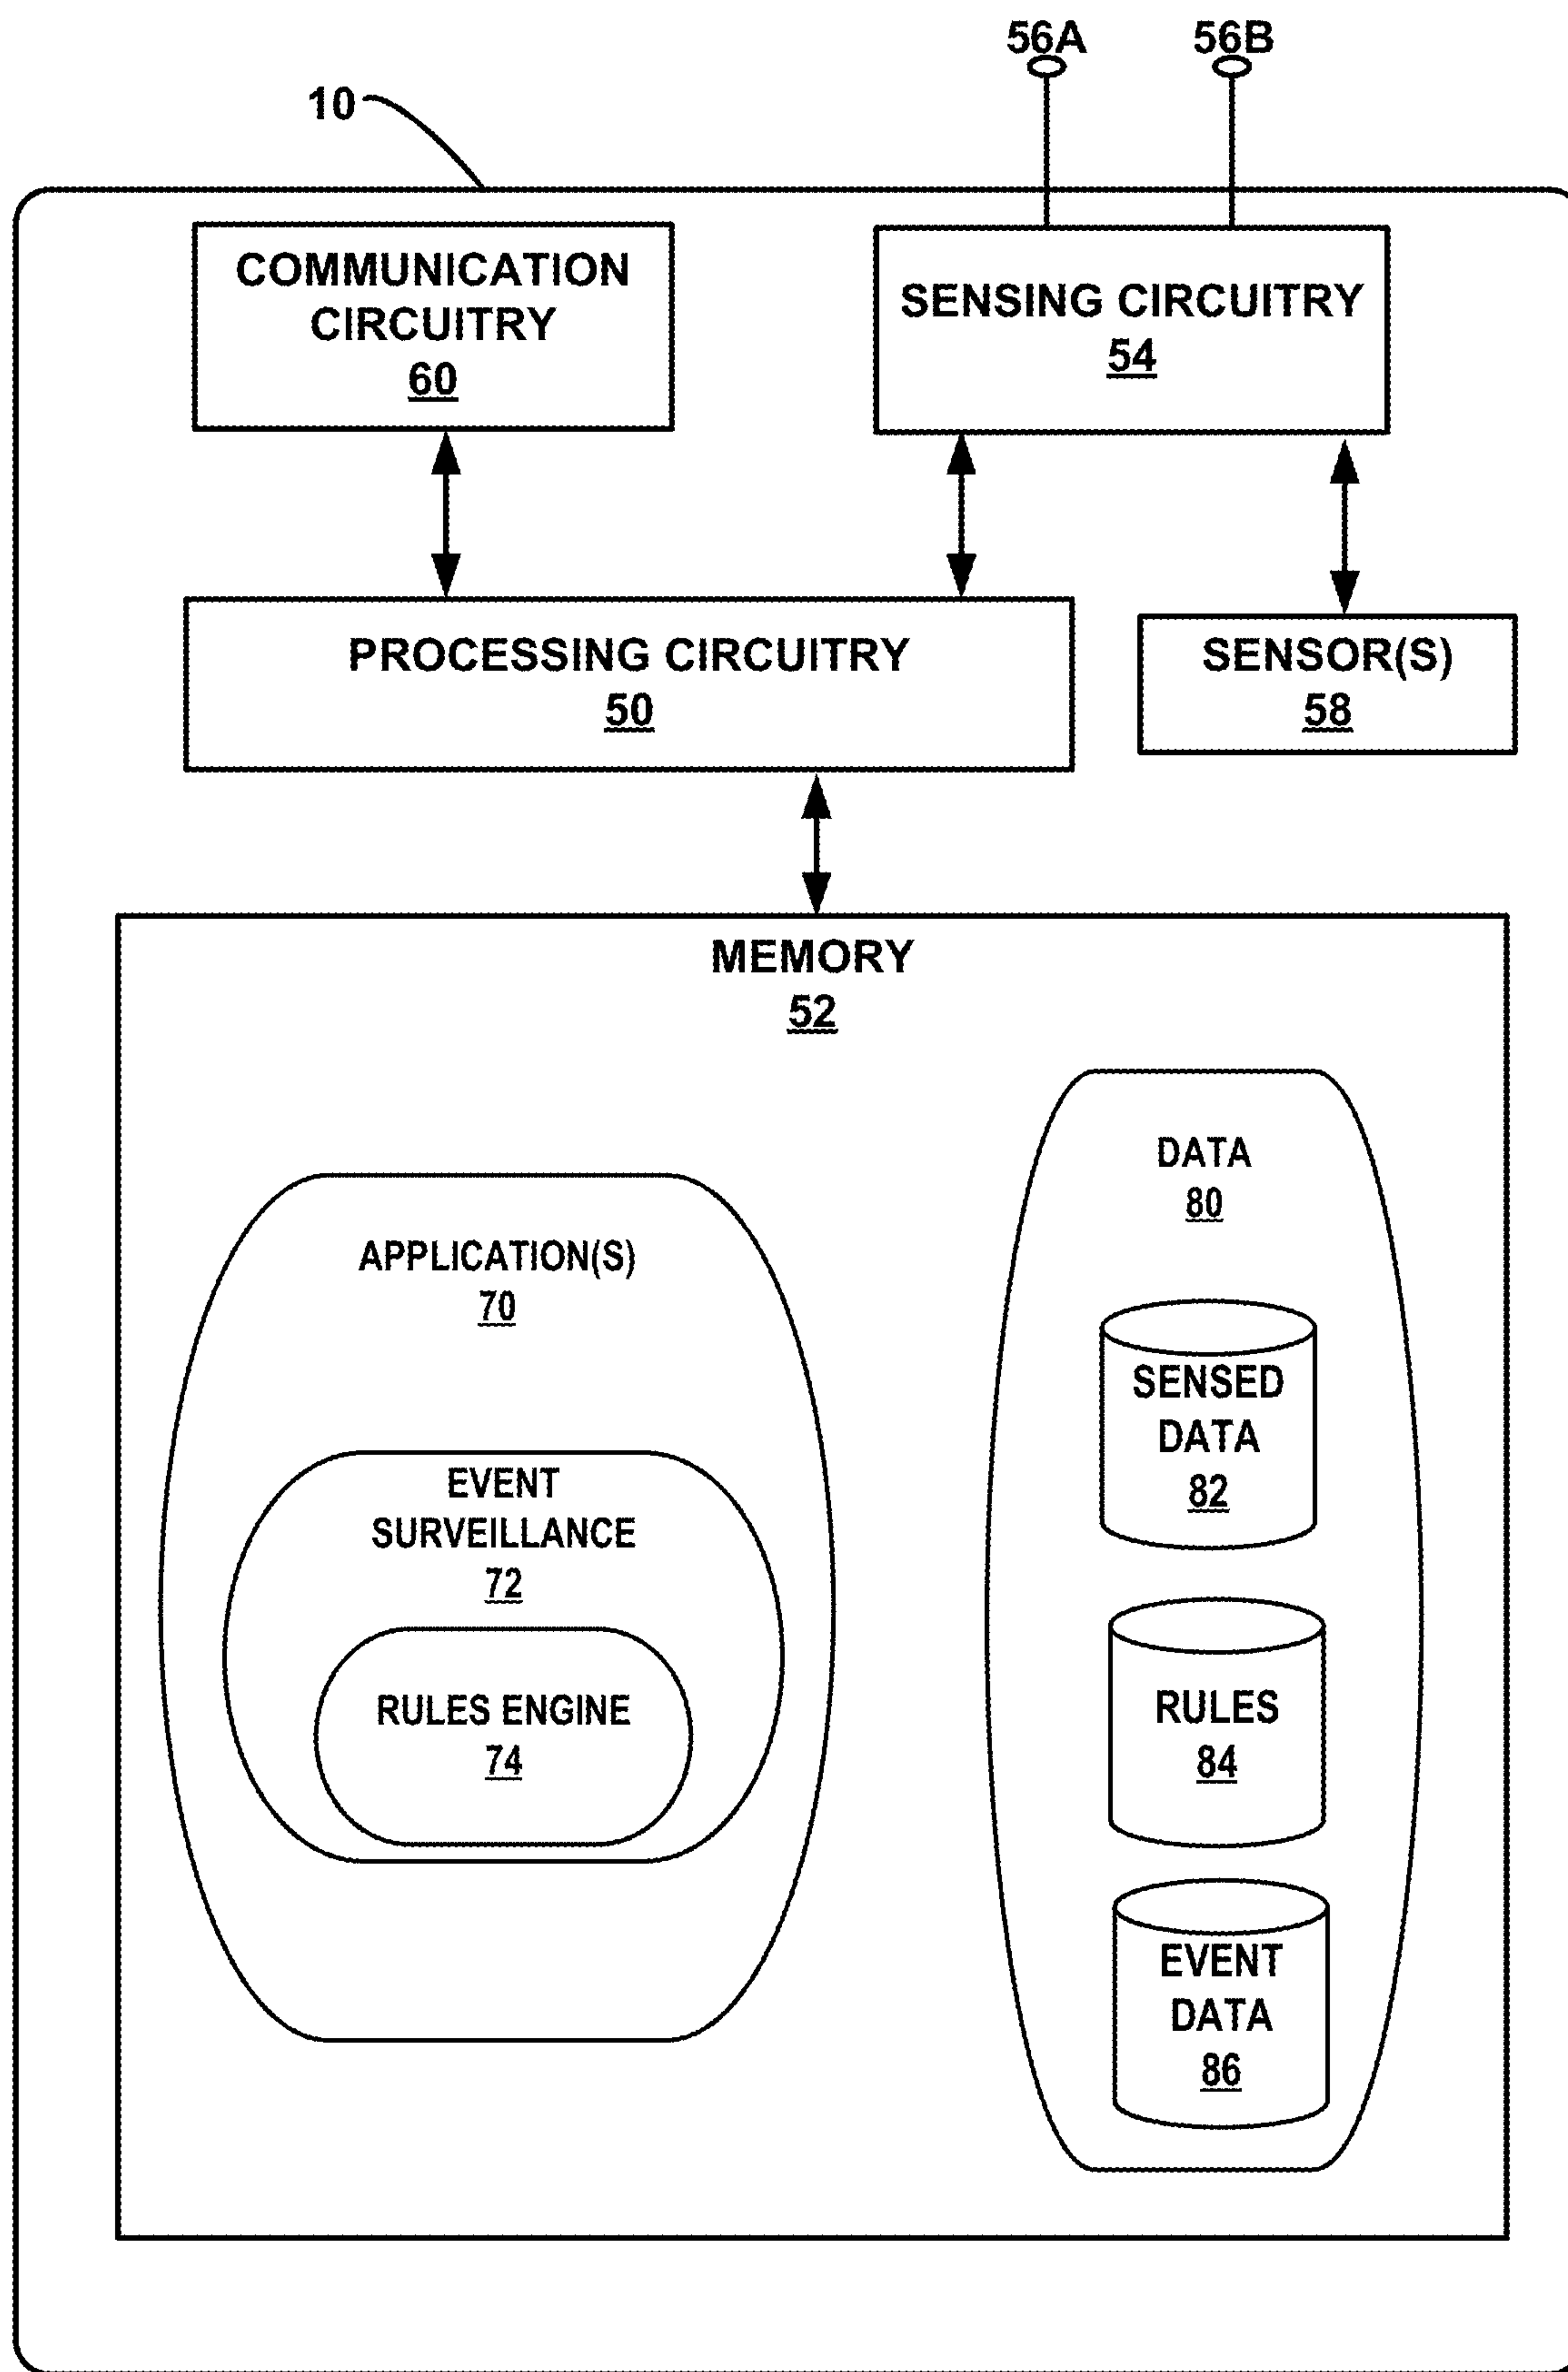 56A 56B
10
COMMUNICATION
CIRCUITRY
60
SENSING CIRCUITRY
54
PROCESSING CIRCUITRY
50
SENSOR(S)
58
MEMORY
52
APPLICATION(S)
70
EVENT
SURVEILLANCE
72
RULES ENGINE
74
DATA
80
SENSED
DATA
82
RULES
84
EVENT
DATA
86